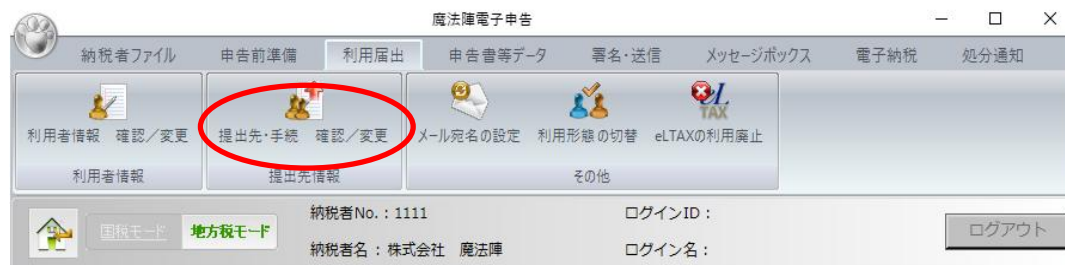 魔法陣電子申告
納税者ファイル 申告前準備 利用届出 申告書等データ 署名・送信 メッセージボックス 電子納税 処分通知
利用者情報 確認／変更 提出先・手続 確認／変更 メール宛名の設定 利用形態の切替 eLTAXの利用廃止
eL
TAX
利用者情報 提出先情報 その他
納税者No.：1111 ログインID：
国税モード 地方税モード ログアウト
納税者名：株式会社 魔法陣 ログイン名：